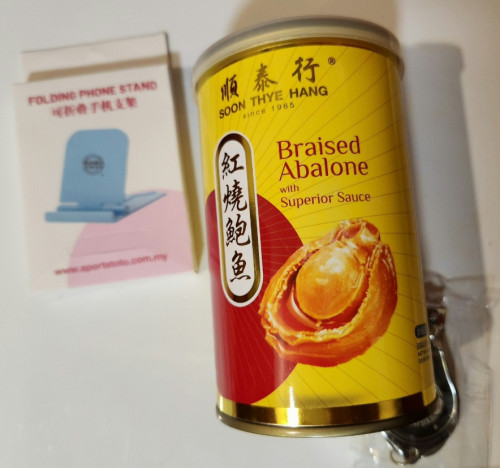 FOLDING PHONE STAND
可折叠手机支架
www.sportstoto.com.my
順泰行®
SOON THYE HANG
since 1965
紅燒鮑魚
Braised
Abalone
with
Superior Sauce